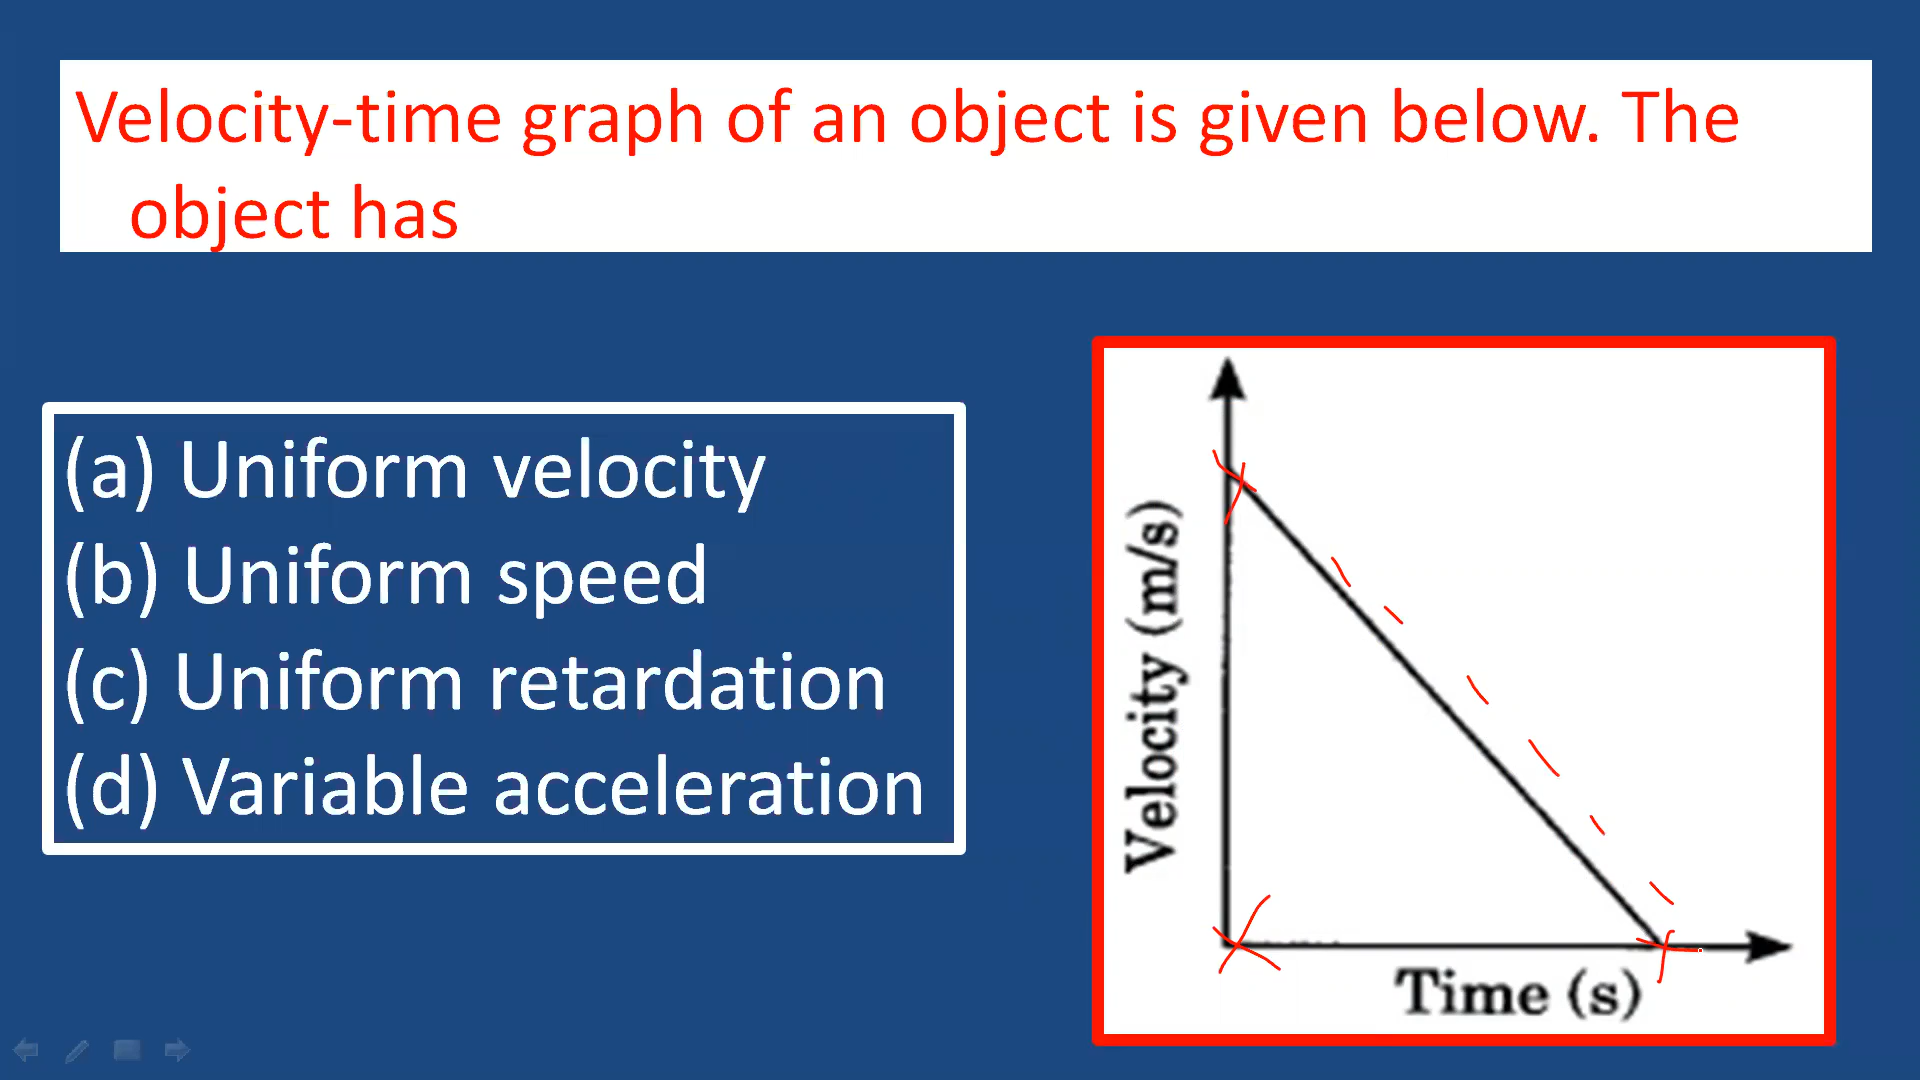 Velocity-time graph of an object is given below. The
object has
(a) Uniform velocity
(b) Uniform speed
(c) Uniform retardation
(d) Variable acceleration
Velocity (m/s)
Time (s)